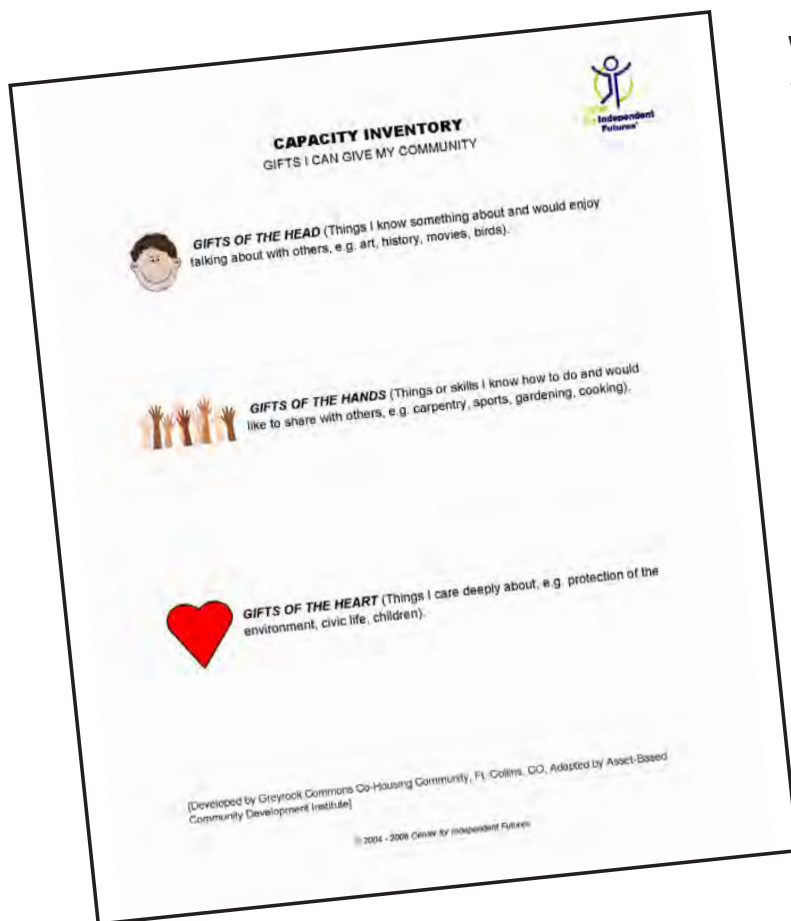 Independent
Futures
CAPACITY INVENTORY
GIFTS I CAN GIVE MY COMMUNITY
GIFTS OF THE HEAD (Things I know something about and would enjoy
talking about with others, e.g. art, history, movies, birds).
GIFTS OF THE HANDS (Things or skills I know how to do and would
like to share with others, e.g. carpentry, sports, gardening, cooking).
GIFTS OF THE HEART (Things I care deeply about, e.g. protection of the
environment, civic life, children).
[Developed by Greyrock Commons Co-Housing Community, Ft. Collins, CO, Adapted by Asset-Based
Community Development Institute]
© 2004 - 2008 Center for Independent Futures